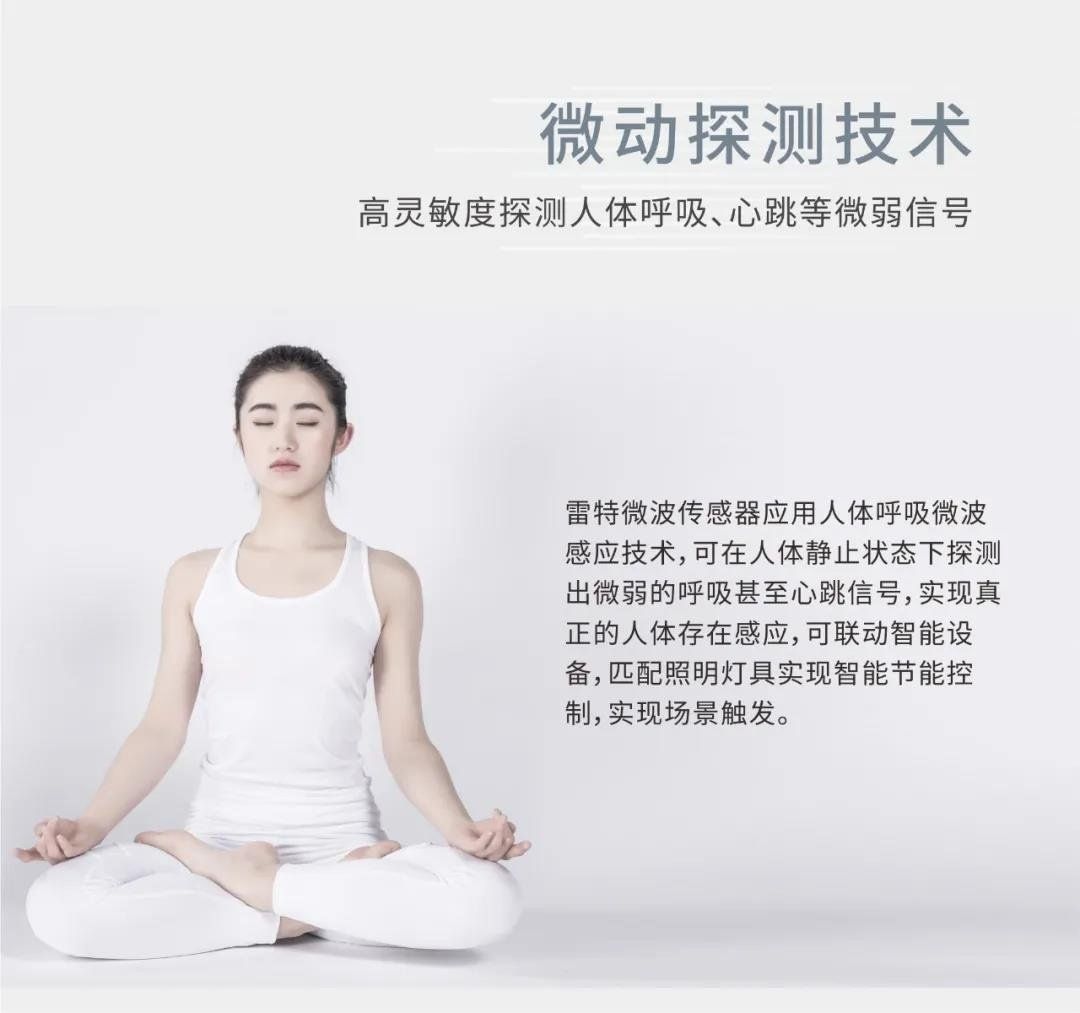 微动探测技术
高灵敏度探测人体呼吸、心跳等微弱信号
雷特微波传感器应用人体呼吸微波
感应技术，可在人体静止状态下探测
出微弱的呼吸甚至心跳信号，实现真
正的人体存在感应，可联动智能设
备，匹配照明灯具实现智能节能控
制，实现场景触发。